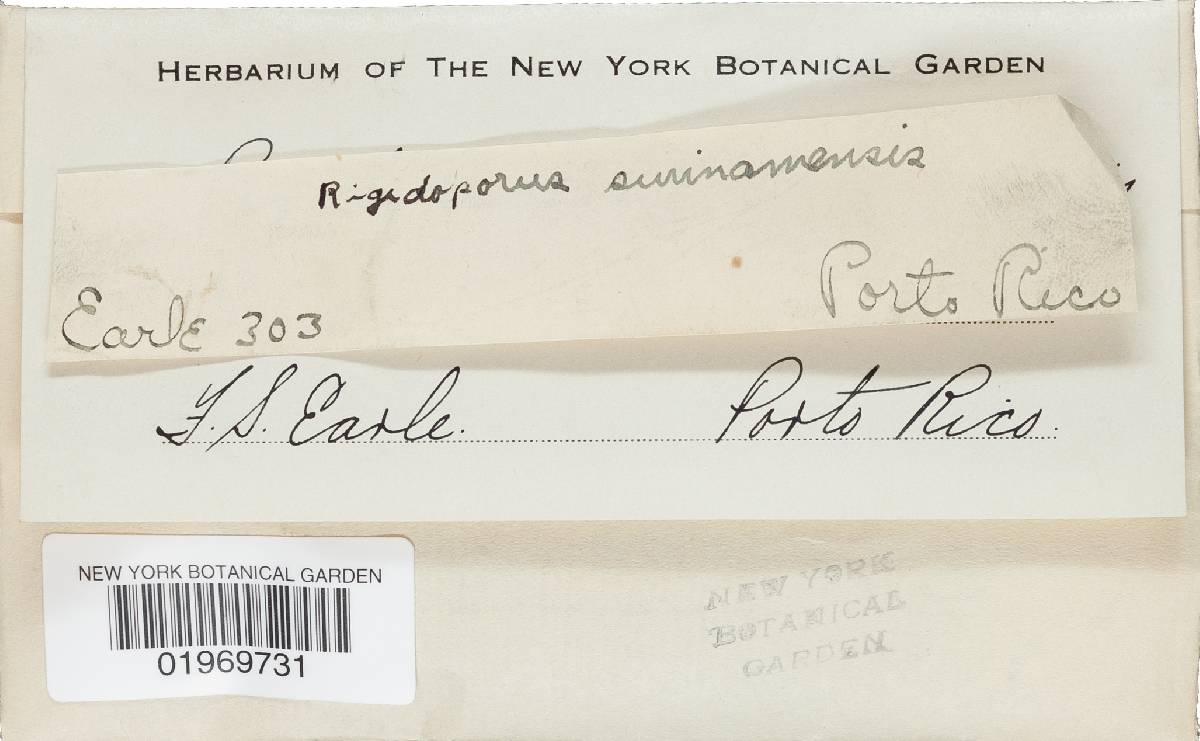 HERBARIUM OF THE NEW YORK BOTANICAL GARDEN
Rigidoporus surinamensis
Earle 303 Porto Rico
F. S. Earle. Porto Rico.
NEW YORK BOTANICAL GARDEN
01969731
NEW YORK
BOTANICAL
GARDEN